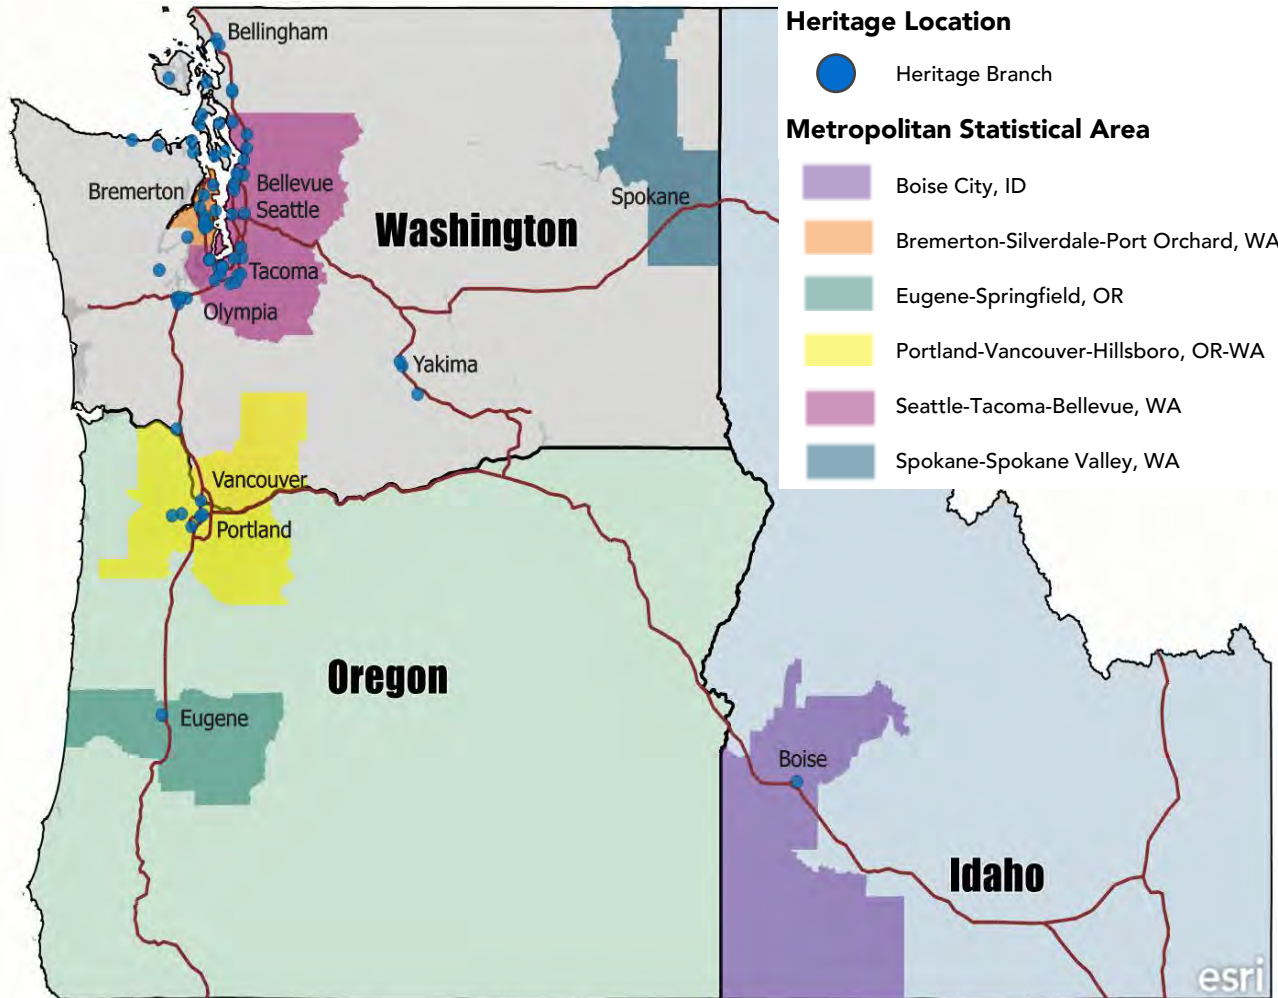 Bellingham
Bremerton
Bellevue
Seattle
Washington
Spokane
Tacoma
Olympia
Yakima
Vancouver
Portland
Oregon
Eugene
Boise
Idaho
esri
Heritage Location
Heritage Branch
Metropolitan Statistical Area
Boise City, ID
Bremerton-Silverdale-Port Orchard, WA
Eugene-Springfield, OR
Portland-Vancouver-Hillsboro, OR-WA
Seattle-Tacoma-Bellevue, WA
Spokane-Spokane Valley, WA